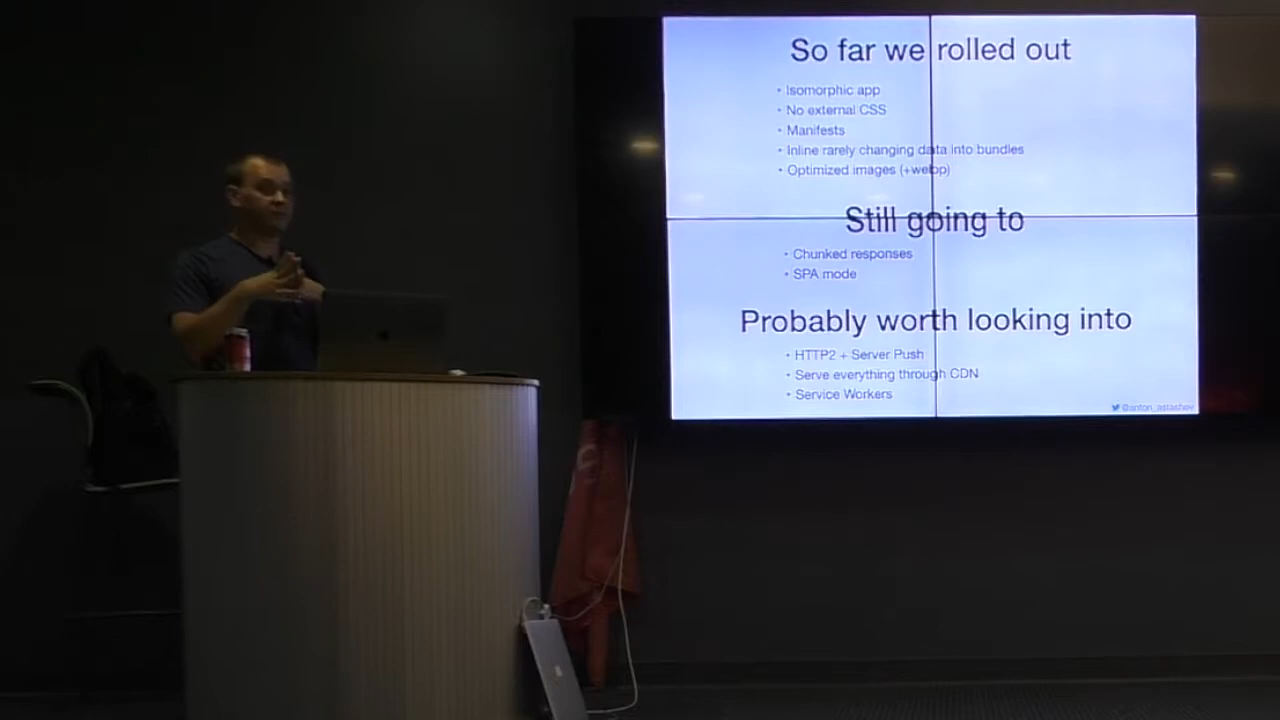 So far we rolled out
• Isomorphic app
• No external CSS
• Manifests
• Inline rarely changing data into bundles
• Optimized images (+webp)
Still going to
• Chunked responses
• SPA mode
Probably worth looking into
• HTTP2 + Server Push
• Serve everything through CDN
• Service Workers
@anton_astashov